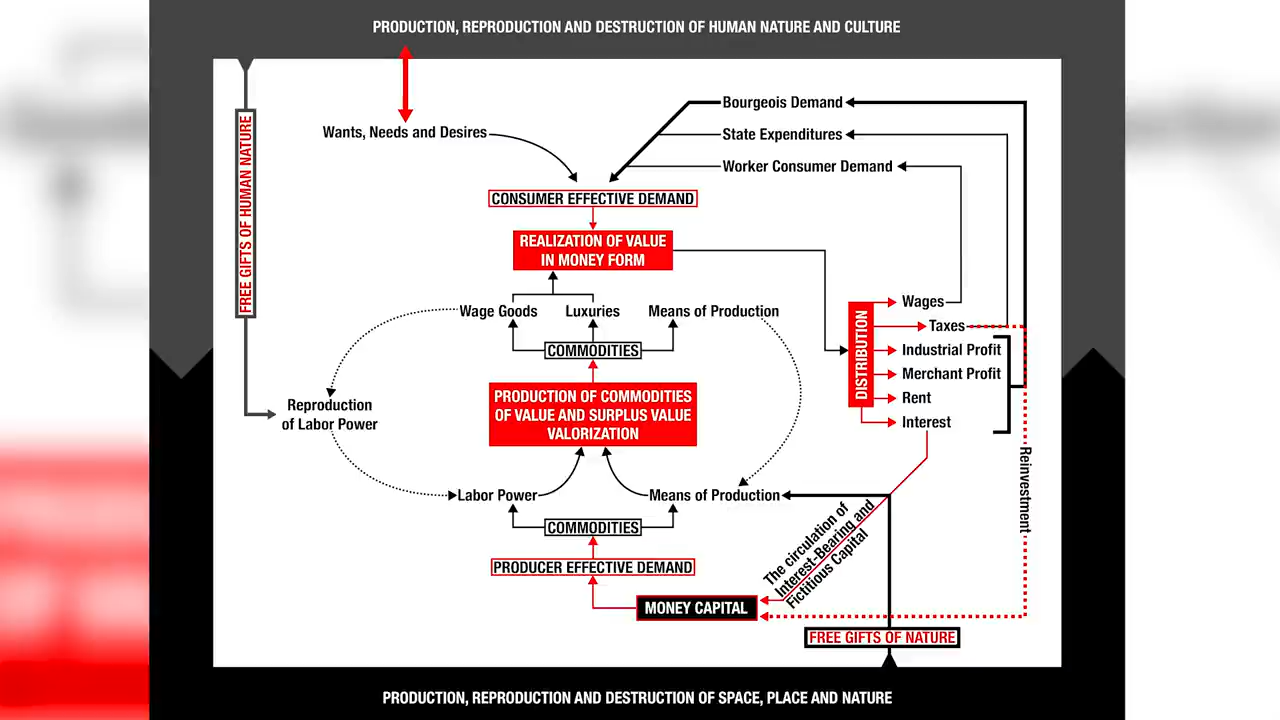 PRODUCTION, REPRODUCTION AND DESTRUCTION OF HUMAN NATURE AND CULTURE
FREE GIFTS OF HUMAN NATURE
Wants, Needs and Desires
Bourgeois Demand
State Expenditures
Worker Consumer Demand
CONSUMER EFFECTIVE DEMAND
REALIZATION OF VALUE
IN MONEY FORM
Wage Goods
Luxuries
Means of Production
COMMODITIES
DISTRIBUTION
Wages
Taxes
Industrial Profit
Merchant Profit
Rent
Interest
PRODUCTION OF COMMODITIES
OF VALUE AND SURPLUS VALUE
VALORIZATION
Reproduction
of Labor Power
Labor Power
Means of Production
COMMODITIES
Reinvestment
The circulation of
Interest-Bearing and
Fictitious Capital
PRODUCER EFFECTIVE DEMAND
MONEY CAPITAL
FREE GIFTS OF NATURE
PRODUCTION, REPRODUCTION AND DESTRUCTION OF SPACE, PLACE AND NATURE